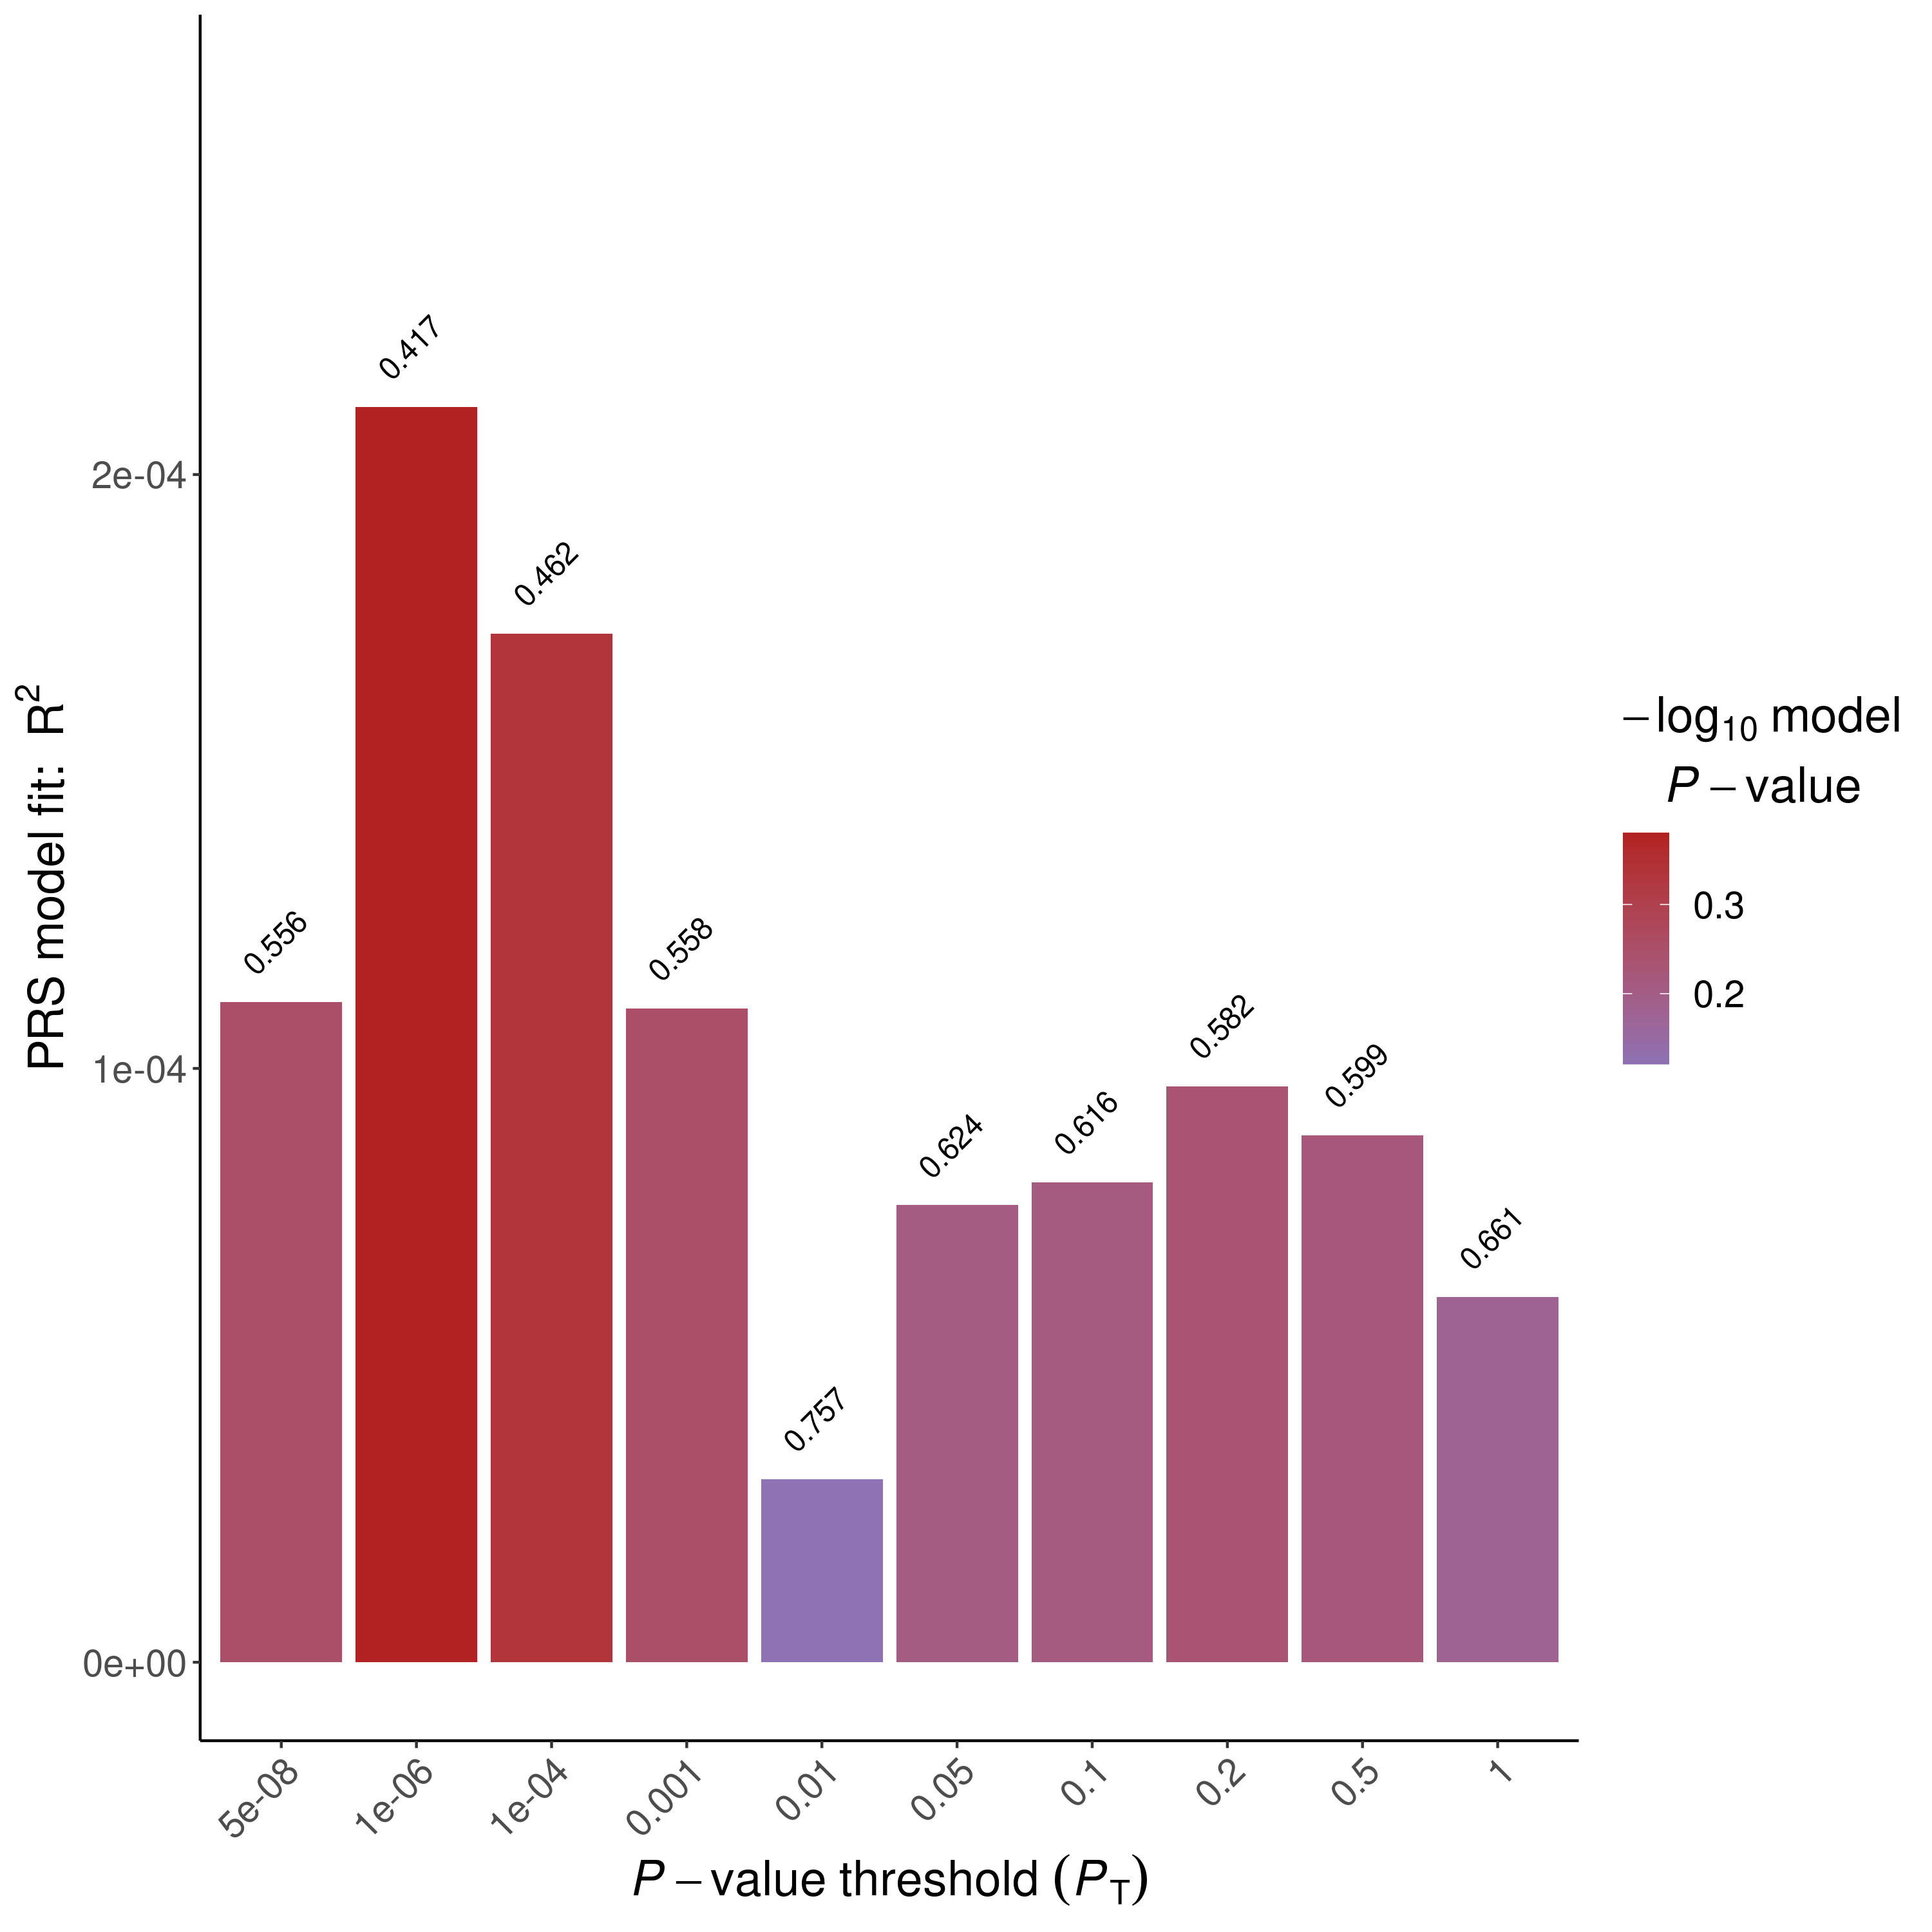 PRS model fit: R²
2e-04
1e-04
0e+00
0.556
0.417
0.462
0.558
0.757
0.624
0.616
0.582
0.599
0.661
5e-08
1e-06
1e-04
0.001
0.01
0.05
0.1
0.2
0.5
1
P−value threshold (P_T)
−log₁₀ model
P−value
0.3
0.2